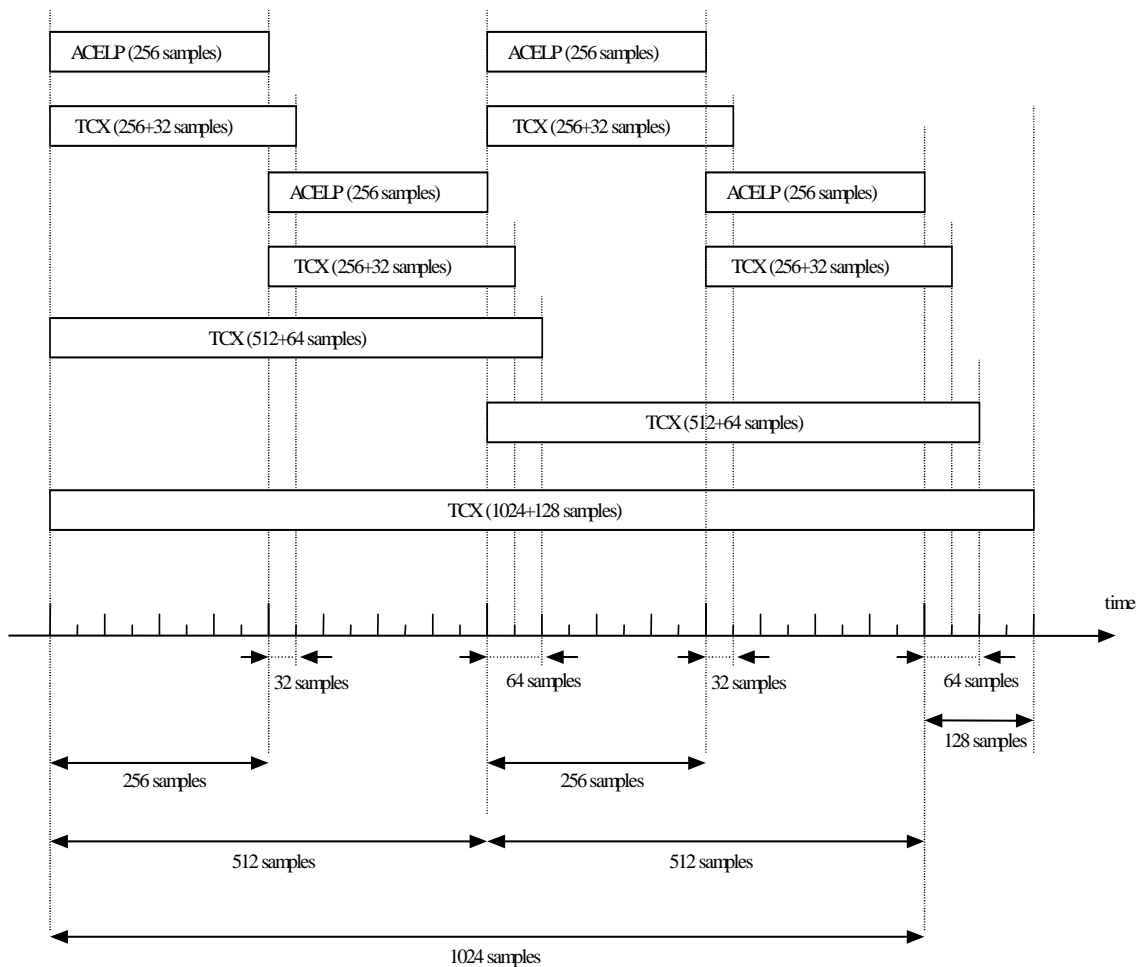 ACELP (256 samples)
ACELP (256 samples)
TCX (256+32 samples)
TCX (256+32 samples)
ACELP (256 samples)
ACELP (256 samples)
TCX (256+32 samples)
TCX (256+32 samples)
TCX (512+64 samples)
TCX (512+64 samples)
TCX (1024+128 samples)
time
32 samples
64 samples
32 samples
64 samples
128 samples
256 samples
256 samples
512 samples
512 samples
1024 samples